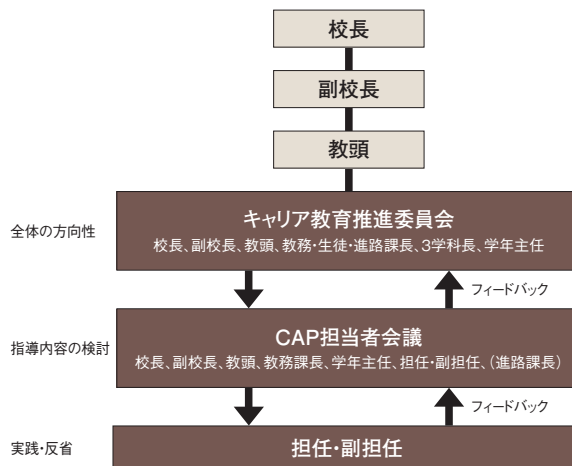 校長
副校長
教頭
キャリア教育推進委員会
全体の方向性
校長、副校長、教頭、教務・生徒・進路課長、3学科長、学年主任
フィードバック
CAP担当者会議
指導内容の検討
校長、副校長、教頭、教務課長、学年主任、担任・副担任、(進路課長)
フィードバック
実践・反省
担任・副担任